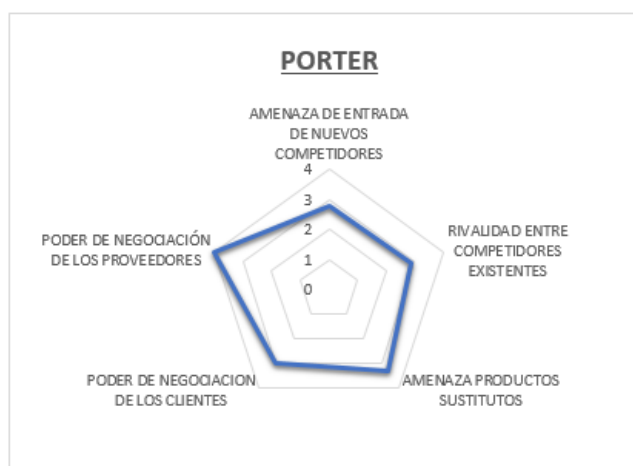 PORTER
AMENAZA DE ENTRADA
DE NUEVOS
COMPETIDORES
4
3
2
1
0
RIVALIDAD ENTRE
COMPETIDORES
EXISTENTES
PODER DE NEGOCIACIÓN
DE LOS PROVEEDORES
PODER DE NEGOCIACION
DE LOS CLIENTES
AMENAZA PRODUCTOS
SUSTITUTOS